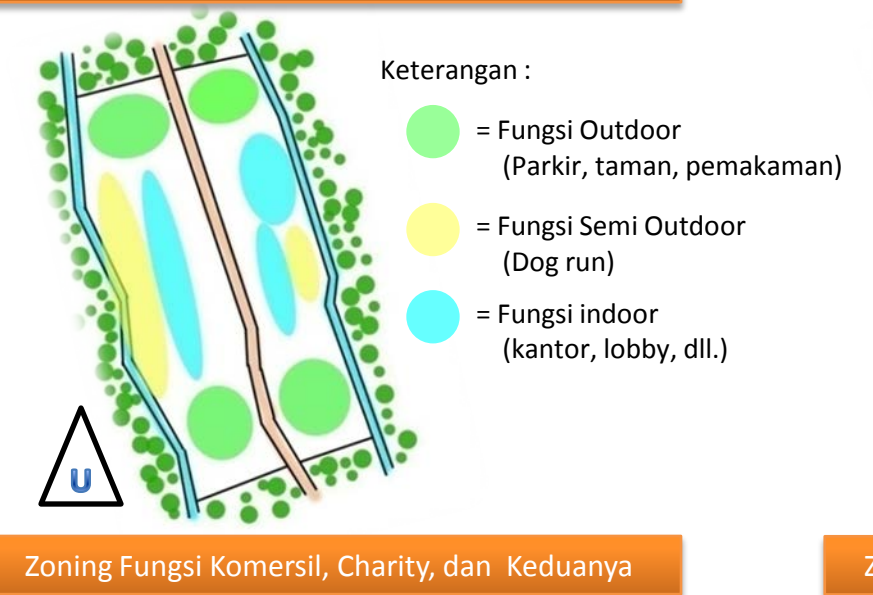 Keterangan :
= Fungsi Outdoor
(Parkir, taman, pemakaman)
= Fungsi Semi Outdoor
(Dog run)
= Fungsi indoor
(kantor, lobby, dll.)
U
Zoning Fungsi Komersil, Charity, dan Keduanya